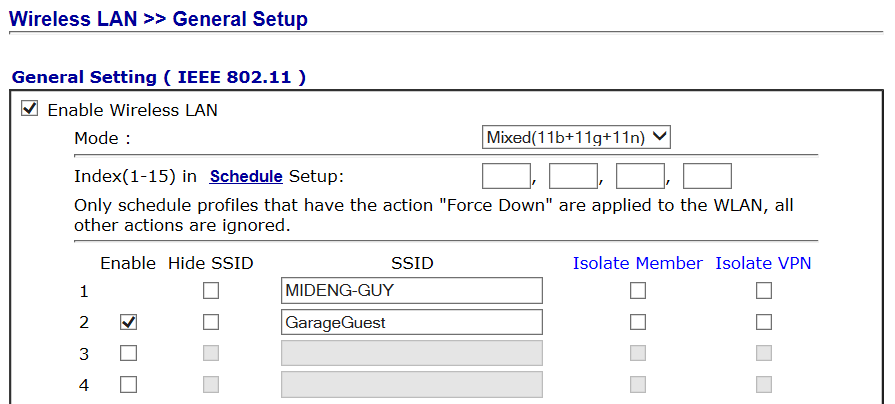 Wireless LAN >> General Setup
General Setting ( IEEE 802.11 )
Enable Wireless LAN
Mode : Mixed(11b+11g+11n)
Index(1-15) in Schedule Setup: , , ,
Only schedule profiles that have the action "Force Down" are applied to the WLAN, all
other actions are ignored.
Enable Hide SSID SSID Isolate Member Isolate VPN
1 MIDENG-GUY
2 GarageGuest
3
4